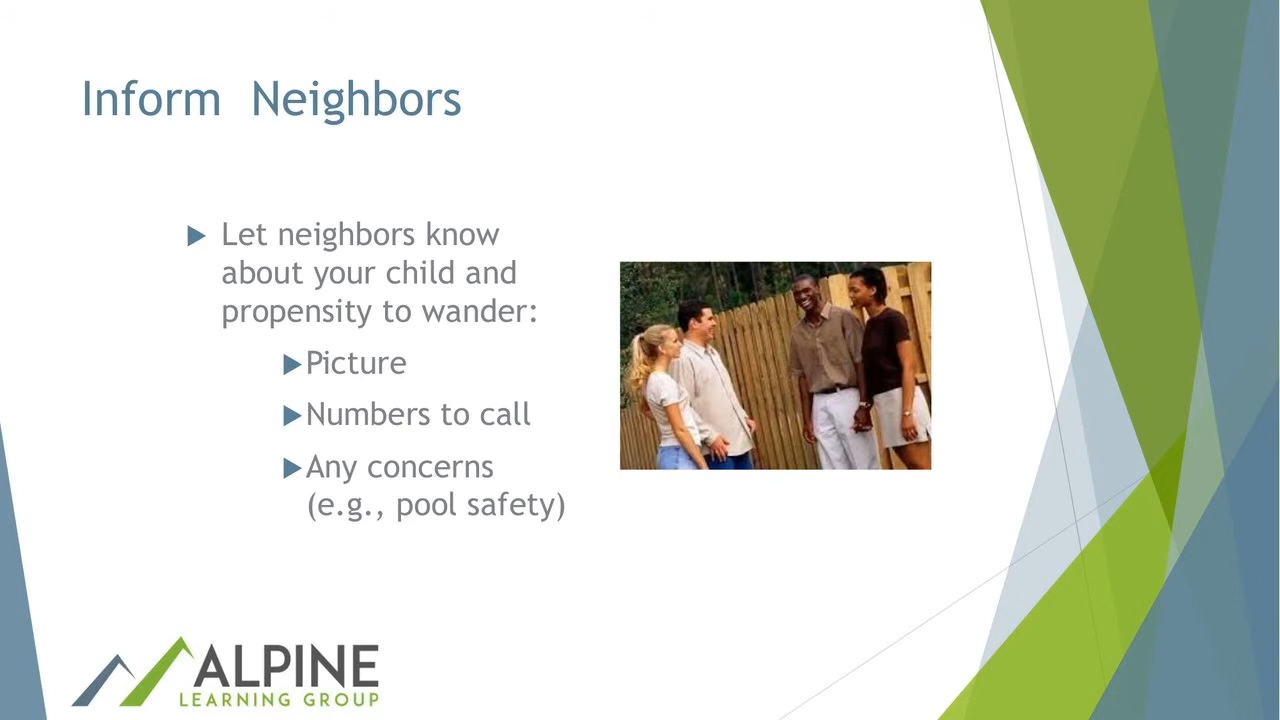 Inform Neighbors
Let neighbors know
about your child and
propensity to wander:
Picture
Numbers to call
Any concerns
(e.g., pool safety)
ALPINE
LEARNING GROUP